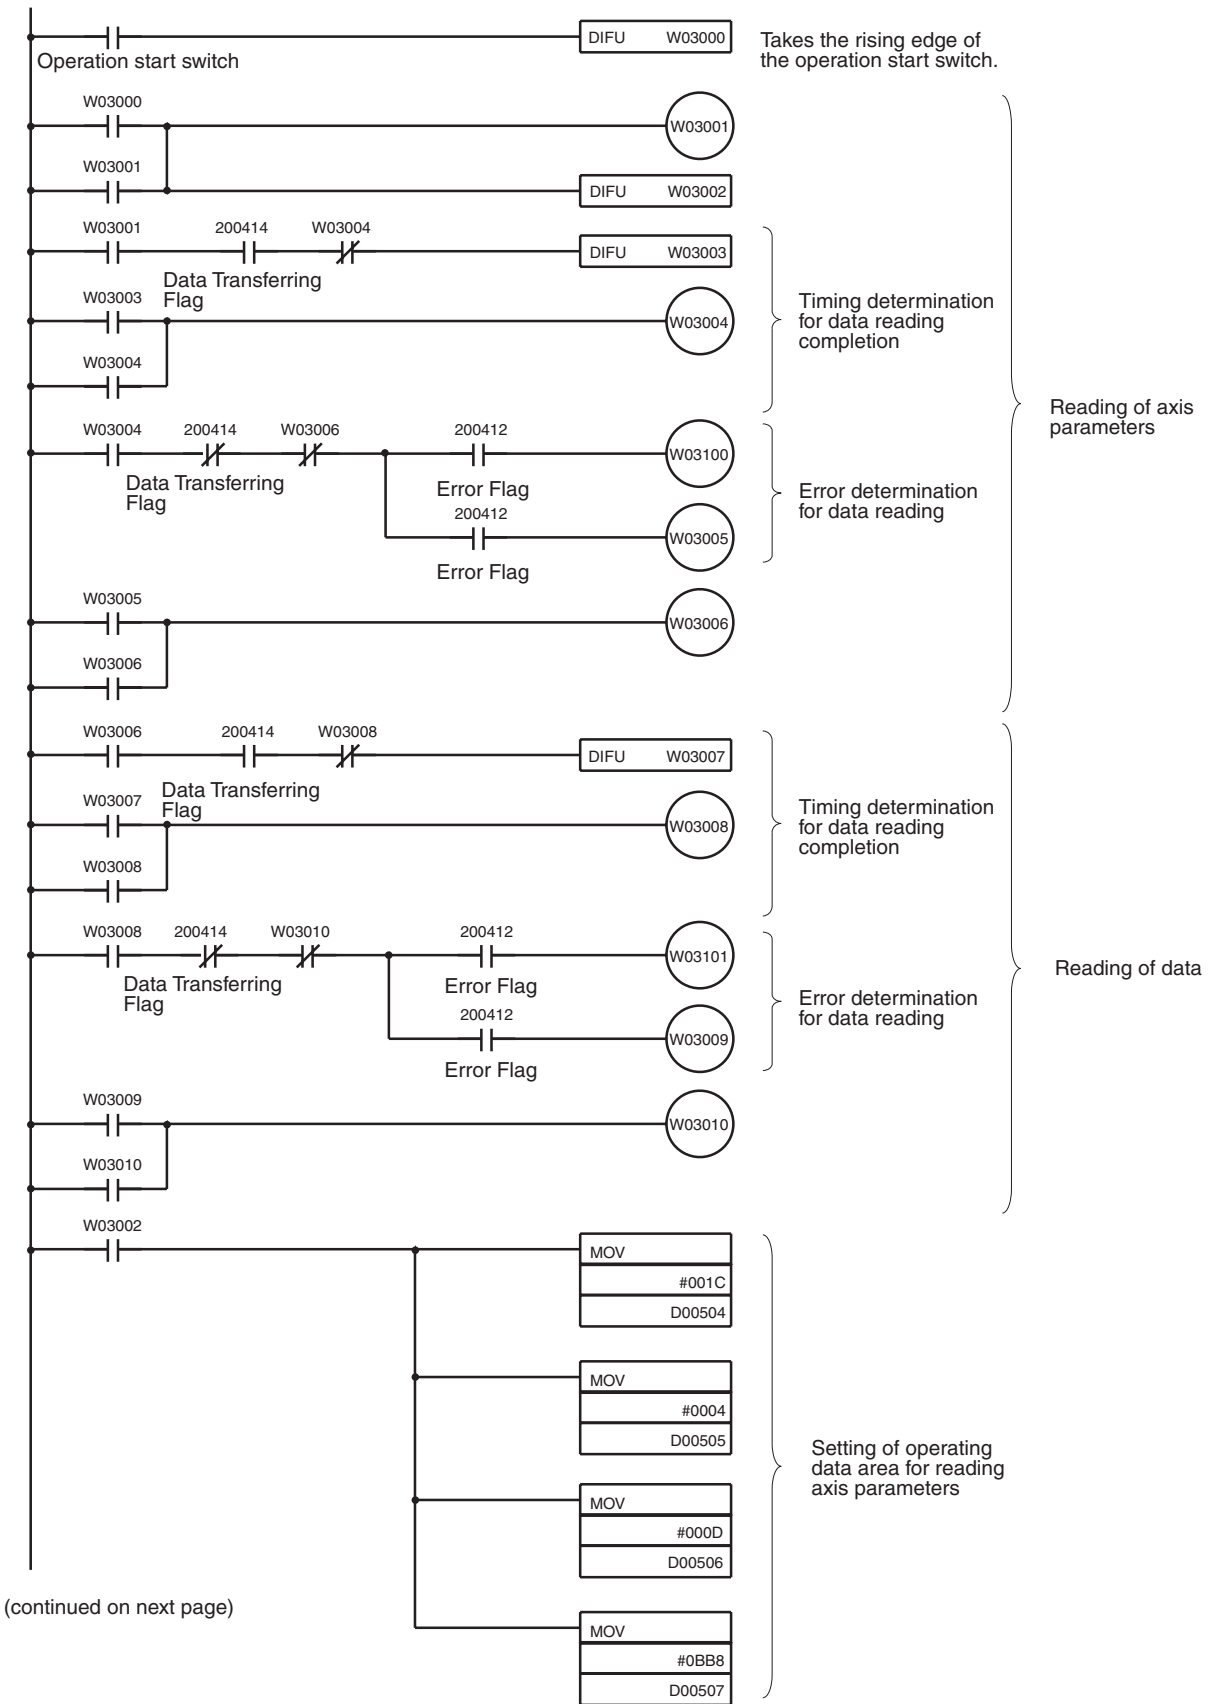 DIFU W03000
Takes the rising edge of
the operation start switch.
Operation start switch
W03000
W03001
W03001
DIFU W03002
W03001 200414 W03004
DIFU W03003
Data Transferring
Flag
W03003
W03004
W03004
Timing determination
for data reading
completion
W03004 200414 W03006 200412
W03100
Data Transferring
Flag
Error Flag
200412
W03005
Error Flag
Error determination
for data reading
W03005
W03006
W03006
Reading of axis
parameters
W03006 200414 W03008
DIFU W03007
Data Transferring
Flag
W03007
W03008
W03008
Timing determination
for data reading
completion
W03008 200414 W03010 200412
W03101
Data Transferring
Flag
Error Flag
200412
W03009
Error Flag
Error determination
for data reading
W03009
W03010
W03010
Reading of data
W03002
MOV
#001C
D00504
MOV
#0004
D00505
MOV
#000D
D00506
MOV
#0BB8
D00507
Setting of operating
data area for reading
axis parameters
(continued on next page)